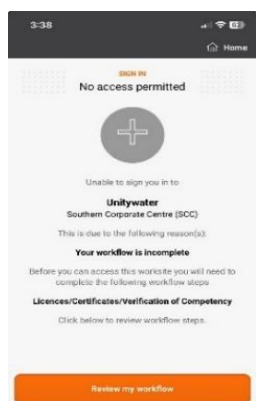 3:38
Home
SIGN IN
No access permitted
Unable to sign you in to
Unitywater
Southern Corporate Centre (SCC)
This is due to the following reason(s):
Your workflow is incomplete
Before you can access this worksite you will need to
complete the following workflow steps
Licences/Certificates/Verification of Competency
Click below to review workflow steps.
Review my workflow